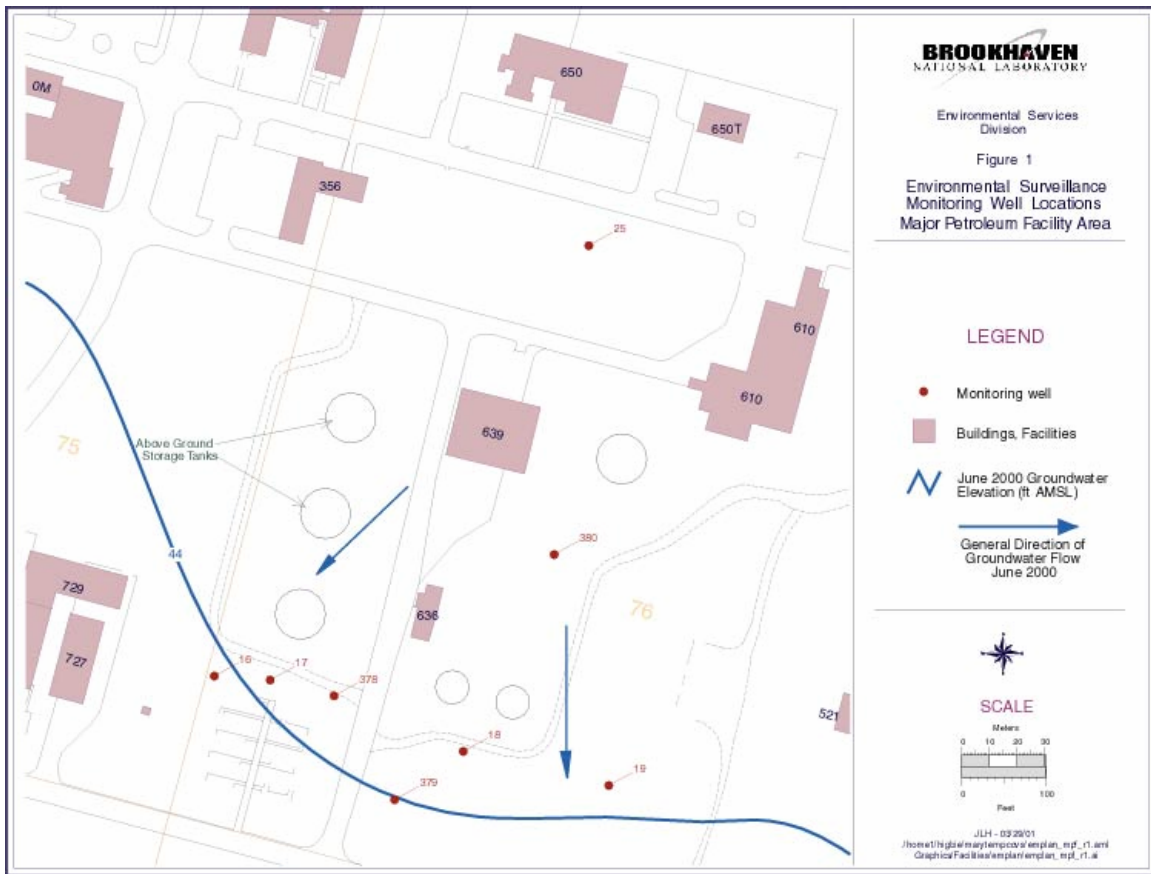 BROOKHAVEN
NATIONAL LABORATORY
Environmental Services
Division
Figure 1
Environmental Surveillance
Monitoring Well Locations
Major Petroleum Facility Area
LEGEND
Monitoring well
Buildings, Facilities
June 2000 Groundwater
Elevation (ft AMSL)
General Direction of
Groundwater Flow
June 2000
SCALE
Meters
0 10 20 30
0 100
Feet
JLH - 03/29/01
0M
650
650T
356
25
610
610
639
Above Ground
Storage Tanks
75
44
380
76
636
729
727
16
17
378
18
19
379
521